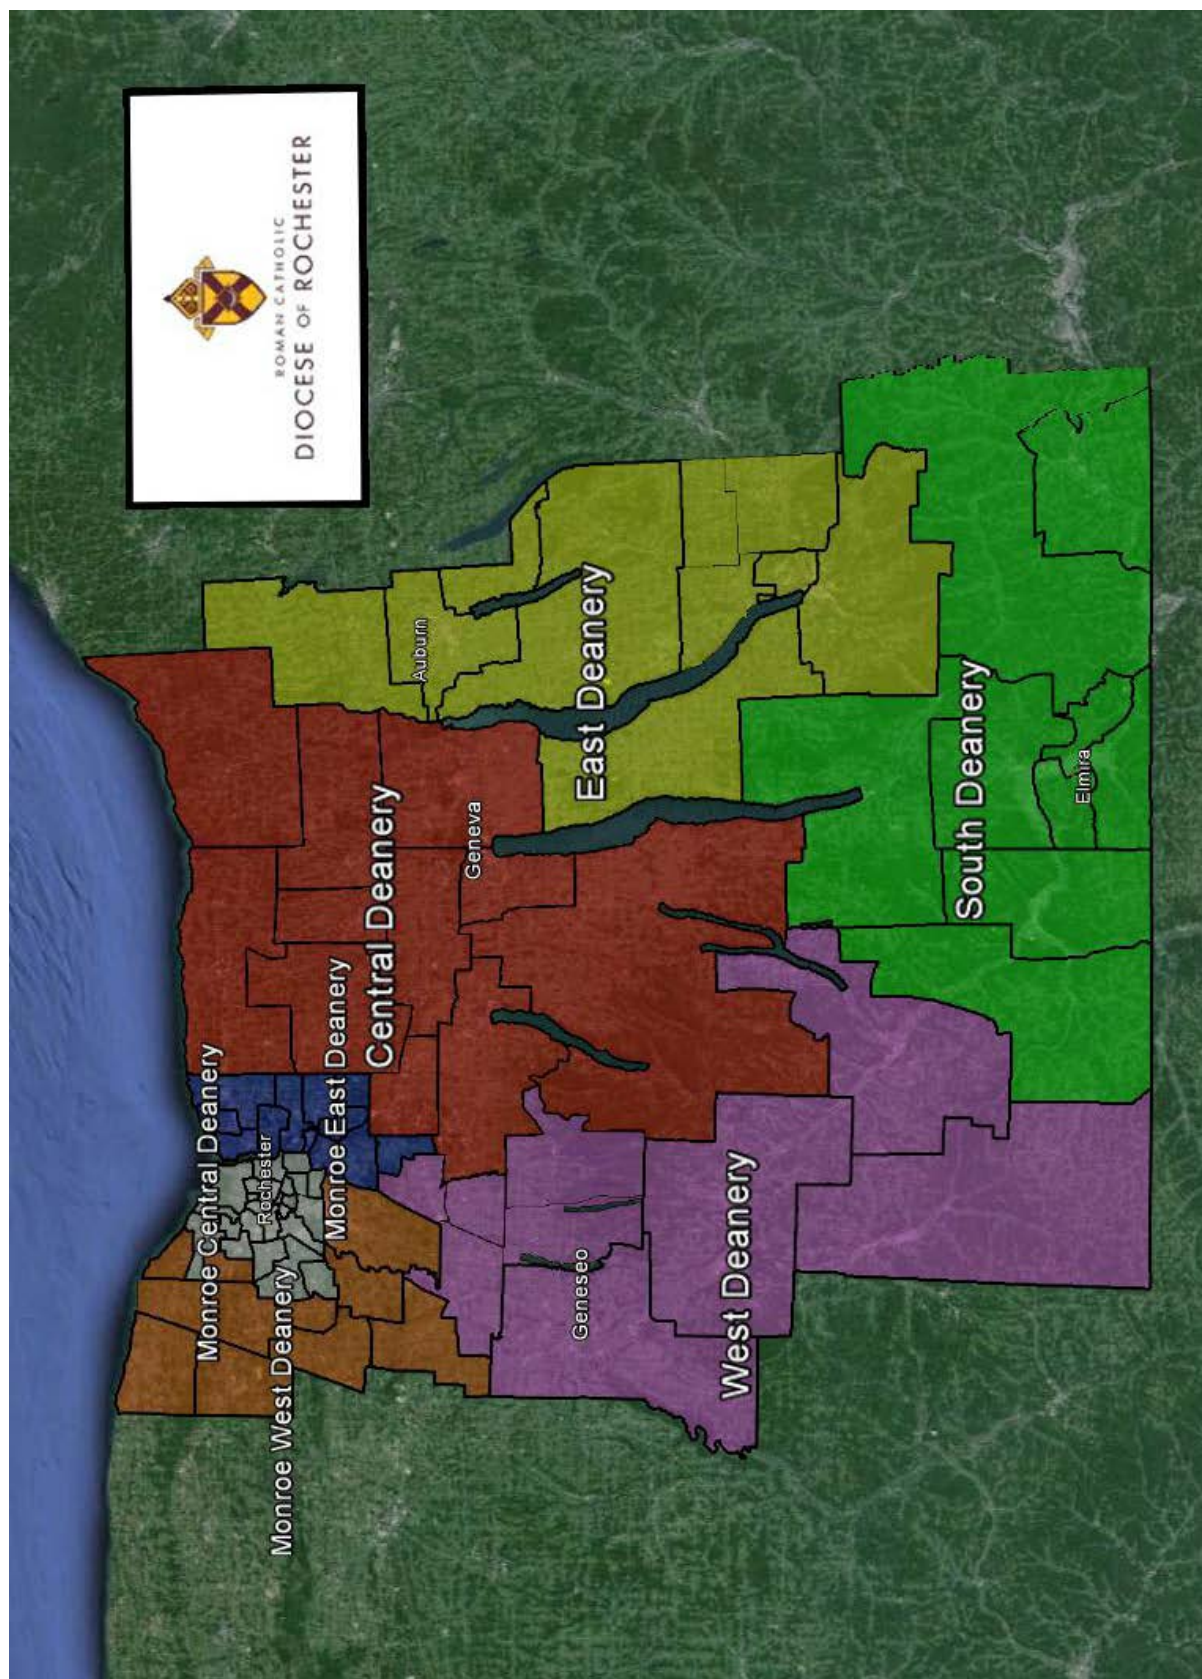 ROMAN CATHOLIC
DIOCESE OF ROCHESTER
Monroe Central Deanery
Rochester
Monroe West Deanery
Monroe East Deanery
Central Deanery
Auburn
Geneva
Geneseo
East Deanery
West Deanery
South Deanery
Elmira